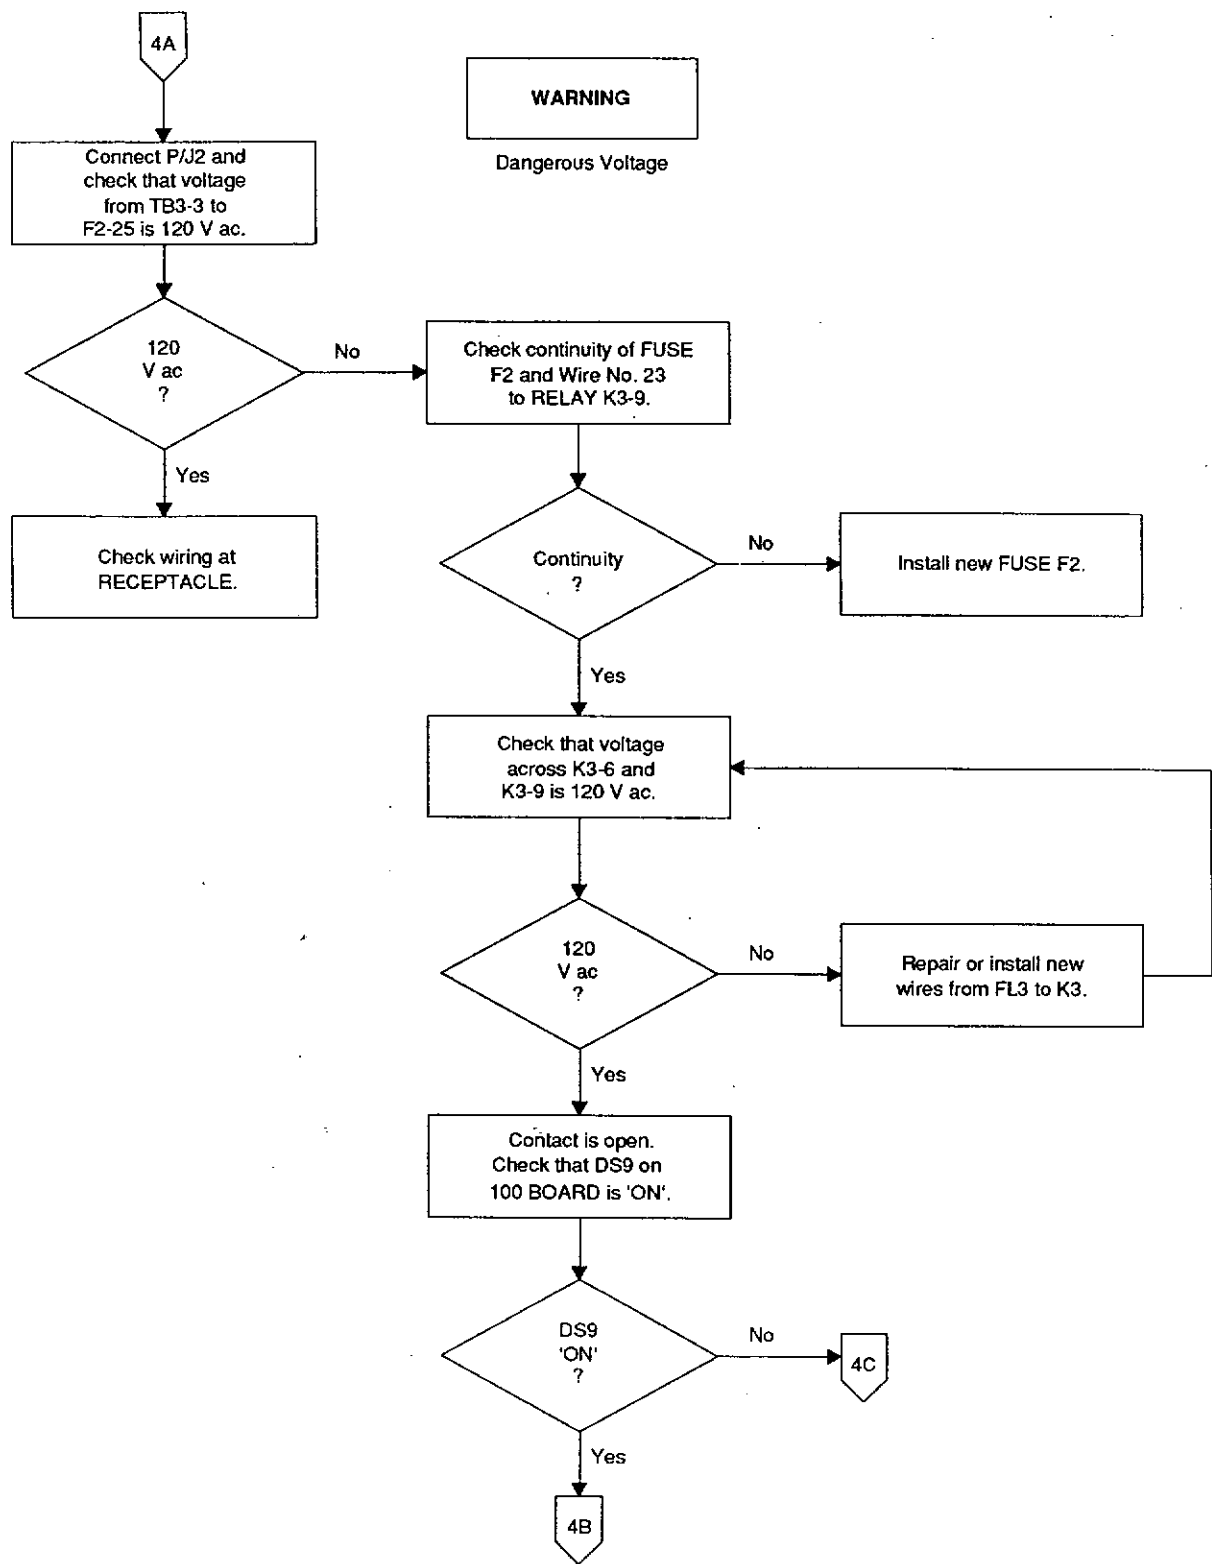 4A
WARNING
Dangerous Voltage
Connect P/J2 and
check that voltage
from TB3-3 to
F2-25 is 120 V ac.
120
V ac
?
No
Check continuity of FUSE
F2 and Wire No. 23
to RELAY K3-9.
Yes
Check wiring at
RECEPTACLE.
Continuity
?
No
Install new FUSE F2.
Yes
Check that voltage
across K3-6 and
K3-9 is 120 V ac.
120
V ac
?
No
Repair or install new
wires from FL3 to K3.
Yes
Contact is open.
Check that DS9 on
100 BOARD is 'ON'.
DS9
'ON'
?
No
4C
Yes
4B